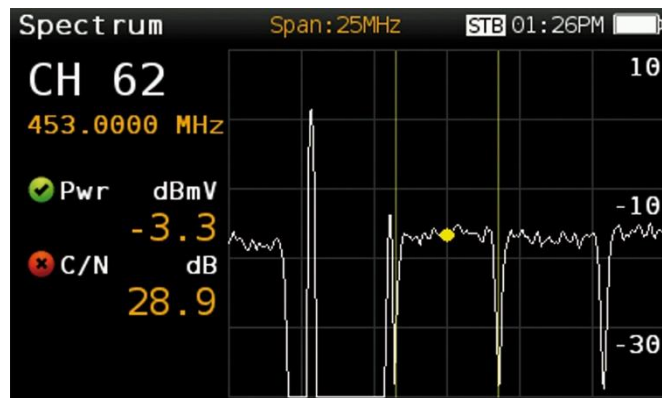 Spectrum Span:25MHz STB 01:26PM
CH 62
453.0000 MHz
Pwr dBmV
-3.3
C/N dB
28.9
10
-10
-30